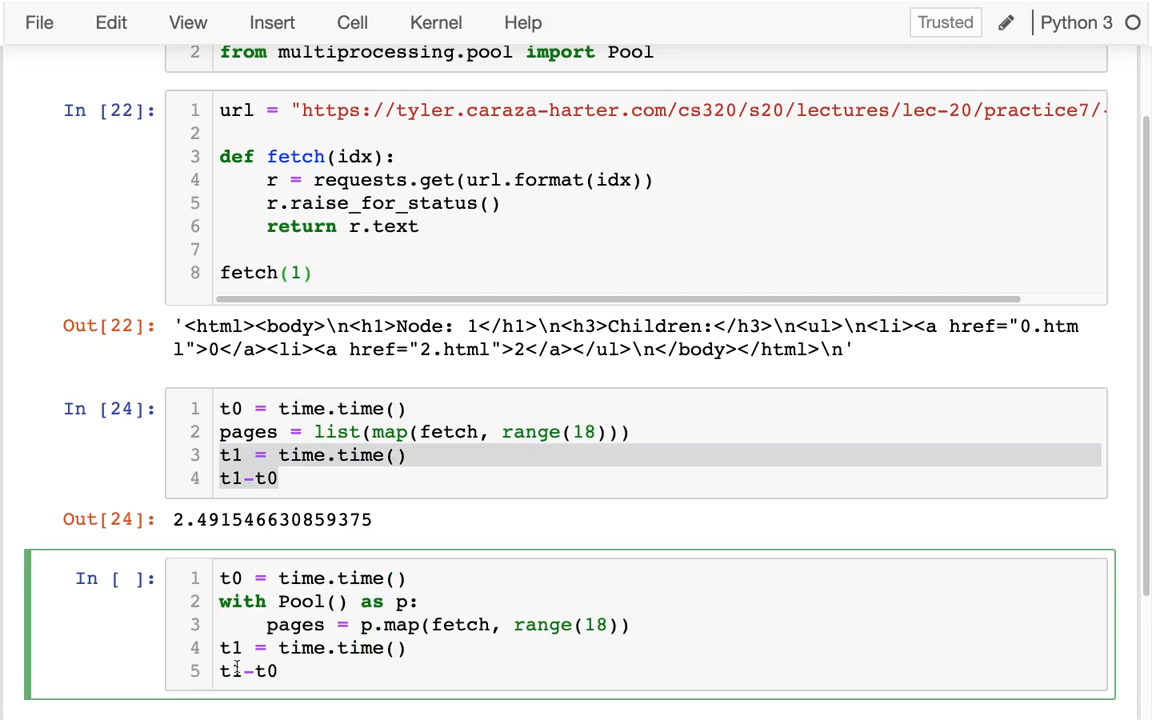 File Edit View Insert Cell Kernel Help Trusted Python 3
2 from multiprocessing.pool import Pool
In [22]:
1 url = "https://tyler.caraza-harter.com/cs320/s20/lectures/lec-20/practice7/
2
3 def fetch(idx):
4     r = requests.get(url.format(idx))
5     r.raise_for_status()
6     return r.text
7
8 fetch(1)
Out[22]: '<html><body>\n<h1>Node: 1</h1>\n<h3>Children:</h3>\n<ul>\n<li><a href="0.htm
l">0</a><li><a href="2.html">2</a></ul>\n</body></html>\n'
In [24]:
1 t0 = time.time()
2 pages = list(map(fetch, range(18)))
3 t1 = time.time()
4 t1-t0
Out[24]: 2.491546630859375
In [ ]:
1 t0 = time.time()
2 with Pool() as p:
3     pages = p.map(fetch, range(18))
4 t1 = time.time()
5 t1-t0